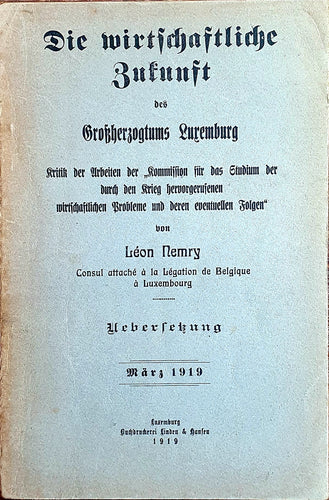 Die wirtschaftliche
Zukunft
des
Großherzogtums Luxemburg
Kritik der Arbeiten der „Kommission für das Studium der
durch den Krieg hervorgerufenen
wirtschaftlichen Probleme und deren eventuellen Folgen"
von
Léon Nemry
Consul attaché à la Légation de Belgique
à Luxembourg
Uebersetzung
März 1919
Luxemburg
Buchdruckerei Linden & Hansen
1919